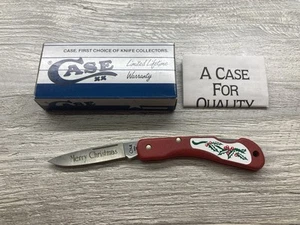 CASE. FIRST CHOICE OF KNIFE COLLECTORS.
CASE
XX
Limited Lifetime
Warranty
A CASE
FOR
QUALITY
Merry Christmas